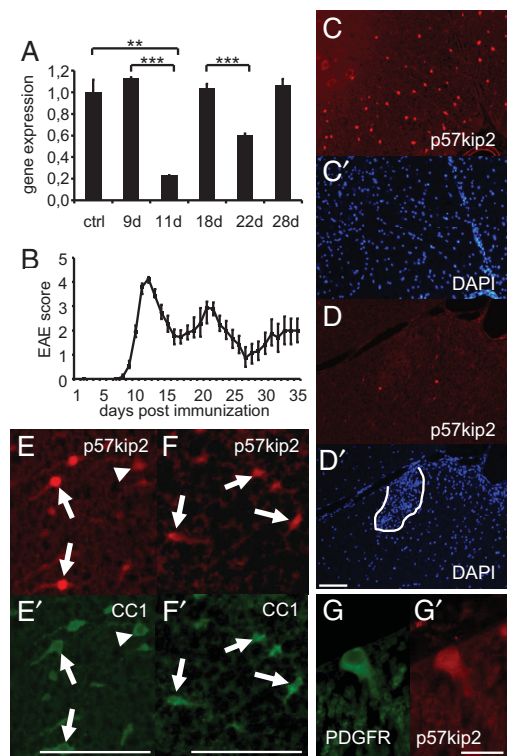 A
** 
*** ***
gene expression
1,2
1,0
0,8
0,6
0,4
0,2
0,0
ctrl 9d 11d 18d 22d 28d
B
EAE score
5
4
3
2
1
0
1 5 10 15 20 25 30 35
days post immunization
C
p57kip2
C'
DAPI
D
p57kip2
D'
DAPI
E
p57kip2
F
p57kip2
E'
CC1
F'
CC1
G
PDGFR
G'
p57kip2